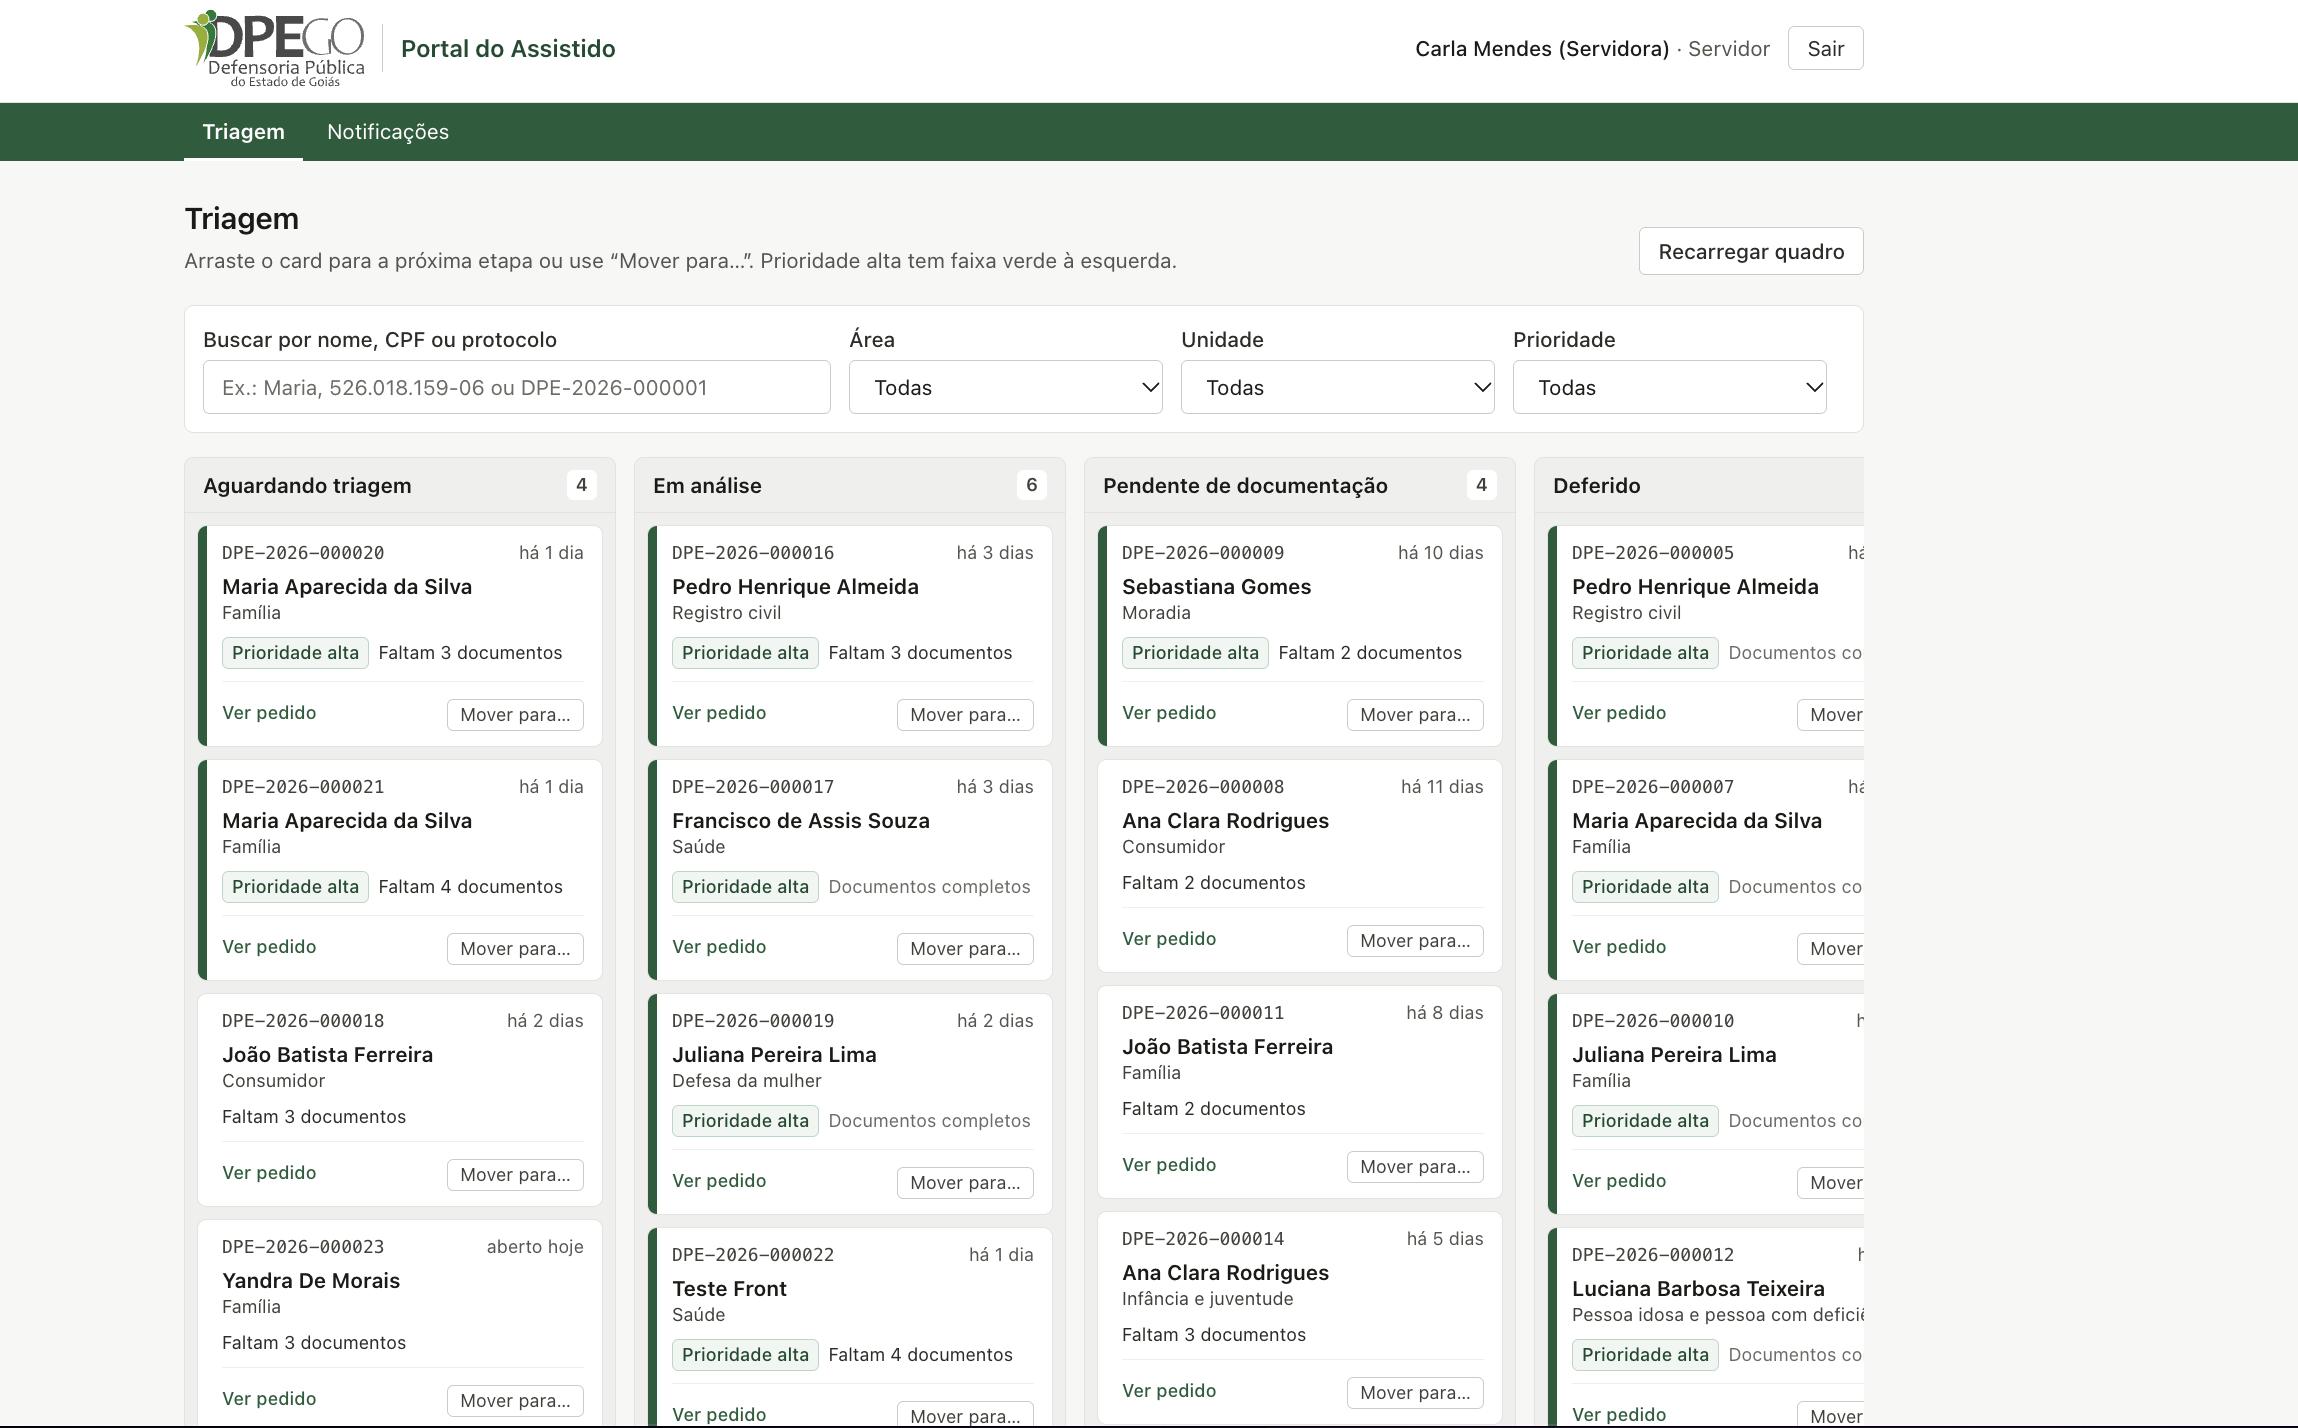 DPEGO
Defensoria Pública
do Estado de Goiás
Portal do Assistido
Carla Mendes (Servidora) · Servidor
Sair
Triagem
Notificações
Triagem
Arraste o card para a próxima etapa ou use “Mover para...”. Prioridade alta tem faixa verde à esquerda.
Recarregar quadro
Buscar por nome, CPF ou protocolo
Ex.: Maria, 526.018.159-06 ou DPE-2026-000001
Área
Todas
Unidade
Todas
Prioridade
Todas
Aguardando triagem
4
DPE-2026-000020
há 1 dia
Maria Aparecida da Silva
Família
Prioridade alta
Faltam 3 documentos
Ver pedido
Mover para...
DPE-2026-000021
há 1 dia
Maria Aparecida da Silva
Família
Prioridade alta
Faltam 4 documentos
Ver pedido
Mover para...
DPE-2026-000018
há 2 dias
João Batista Ferreira
Consumidor
Faltam 3 documentos
Ver pedido
Mover para...
DPE-2026-000023
aberto hoje
Yandra De Morais
Família
Faltam 3 documentos
Ver pedido
Mover para...
Em análise
6
DPE-2026-000016
há 3 dias
Pedro Henrique Almeida
Registro civil
Prioridade alta
Faltam 3 documentos
Ver pedido
Mover para...
DPE-2026-000017
há 3 dias
Francisco de Assis Souza
Saúde
Prioridade alta
Documentos completos
Ver pedido
Mover para...
DPE-2026-000019
há 2 dias
Juliana Pereira Lima
Defesa da mulher
Prioridade alta
Documentos completos
Ver pedido
Mover para...
DPE-2026-000022
há 1 dia
Teste Front
Saúde
Prioridade alta
Faltam 4 documentos
Ver pedido
Mover para...
Pendente de documentação
4
DPE-2026-000009
há 10 dias
Sebastiana Gomes
Moradia
Prioridade alta
Faltam 2 documentos
Ver pedido
Mover para...
DPE-2026-000008
há 11 dias
Ana Clara Rodrigues
Consumidor
Faltam 2 documentos
Ver pedido
Mover para...
DPE-2026-000011
há 8 dias
João Batista Ferreira
Família
Faltam 2 documentos
Ver pedido
Mover para...
DPE-2026-000014
há 5 dias
Ana Clara Rodrigues
Infância e juventude
Faltam 3 documentos
Ver pedido
Mover para...
Deferido
DPE-2026-000005
há
Pedro Henrique Almeida
Registro civil
Prioridade alta
Documentos co
Ver pedido
Mover
DPE-2026-000007
há
Maria Aparecida da Silva
Família
Prioridade alta
Documentos co
Ver pedido
Mover
DPE-2026-000010
Juliana Pereira Lima
Família
Prioridade alta
Documentos co
Ver pedido
Mover
DPE-2026-000012
Luciana Barbosa Teixeira
Pessoa idosa e pessoa com defici
Prioridade alta
Documentos co
Ver pedido
Mover